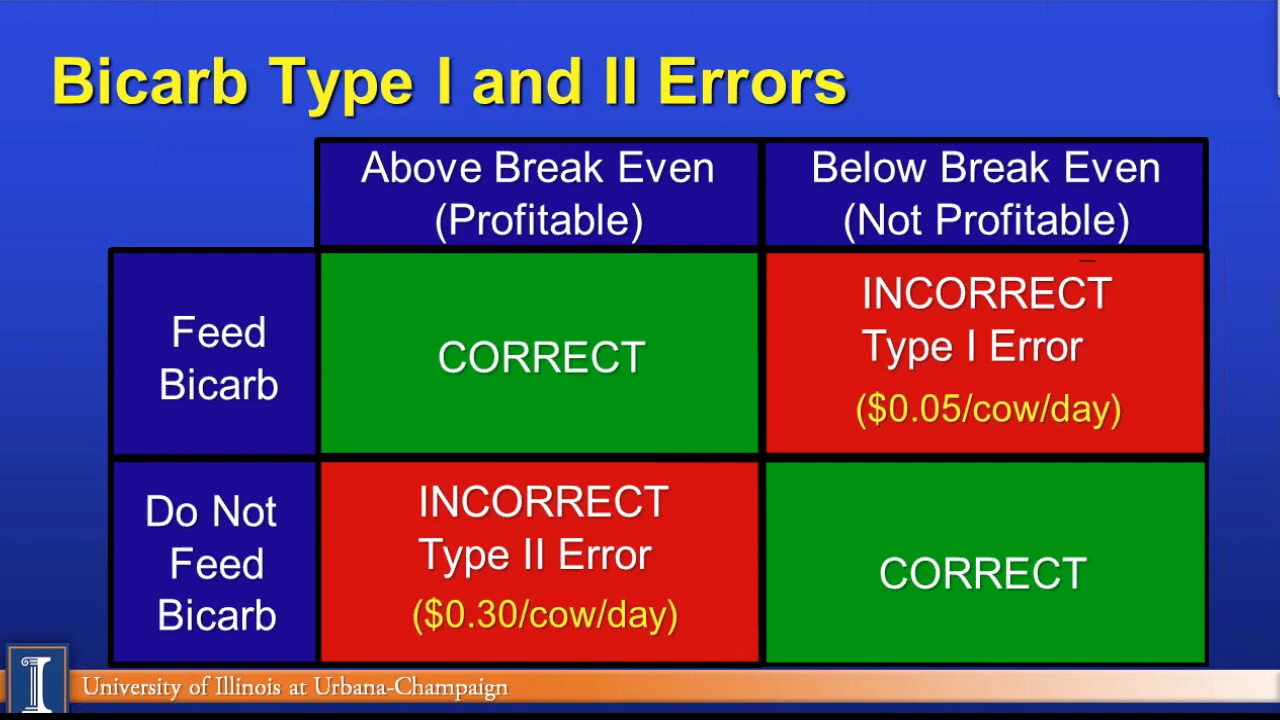 Bicarb Type I and II Errors
Above Break Even
(Profitable)
Below Break Even
(Not Profitable)
Feed
Bicarb
CORRECT
INCORRECT
Type I Error
($0.05/cow/day)
Do Not
Feed
Bicarb
INCORRECT
Type II Error
($0.30/cow/day)
CORRECT
I
University of Illinois at Urbana-Champaign